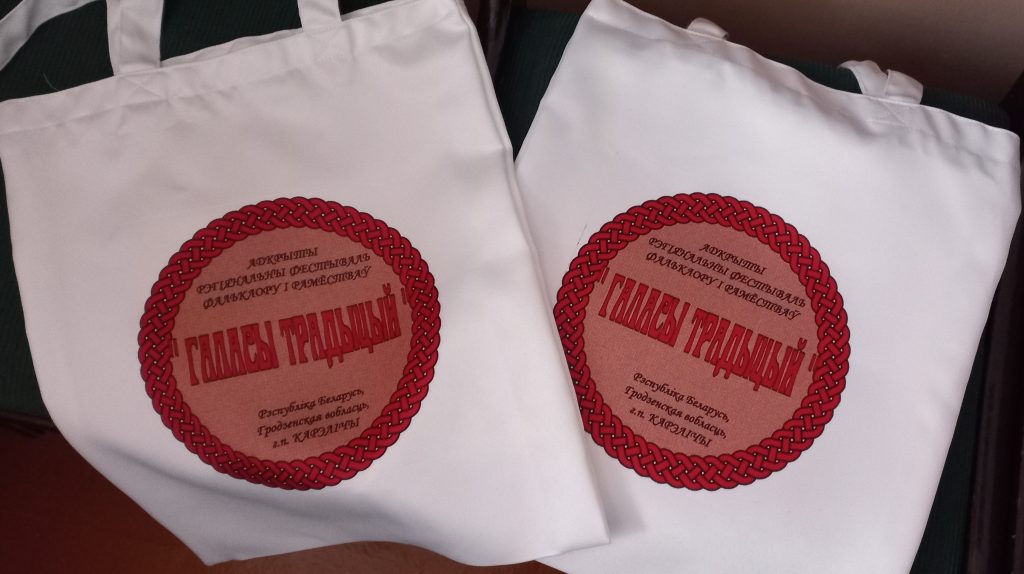 АДКРЫТЫ
РЭГІЯНАЛЬНЫ ФЕСТЫВАЛЬ
ФАЛЬКЛОРУ І РАМЁСТВАЎ
"ГАЛАСЫ ТРАДЫЦЫЙ"
Рэспубліка Беларусь,
Гродзенская вобласць,
г.п. КАРЭЛІЧЫ
АДКРЫТЫ
РЭГІЯНАЛЬНЫ ФЕСТЫВАЛЬ
ФАЛЬКЛОРУ І РАМЁСТВАЎ
"ГАЛАСЫ ТРАДЫЦЫЙ"
Рэспубліка Беларусь,
Гродзенская вобласць,
г.п. КАРЭЛІЧЫ